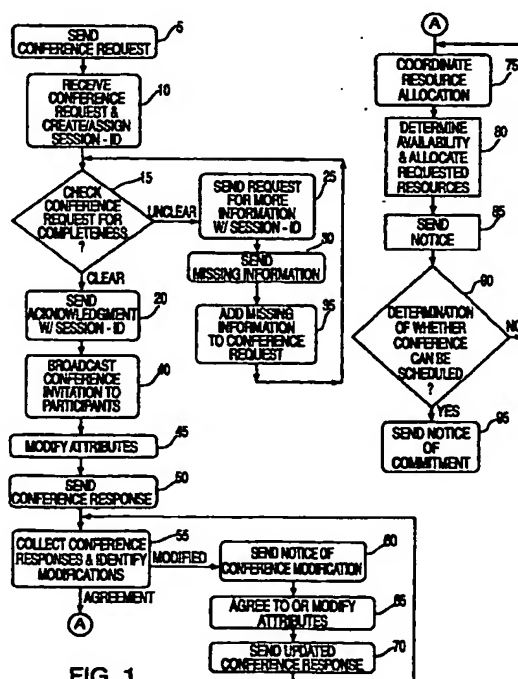 5
SEND
CONFERENCE REQUEST
10
RECEIVE
CONFERENCE
REQUEST &
CREATE/ASSIGN
SESSION - ID
15
CHECK
CONFERENCE
REQUEST FOR
COMPLETENESS
?
UNCLEAR
25
SEND REQUEST
FOR MORE
INFORMATION
W/ SESSION - ID
30
SEND
MISSING INFORMATION
35
ADD MISSING
INFORMATION
TO CONFERENCE
REQUEST
CLEAR
20
SEND
ACKNOWLEDGMENT
W/ SESSION - ID
40
BROADCAST
CONFERENCE
INVITATION TO
PARTICIPANTS
45
MODIFY ATTRIBUTES
50
SEND
CONFERENCE RESPONSE
55
COLLECT CONFERENCE
RESPONSES & IDENTIFY
MODIFICATIONS
MODIFIED
60
SEND NOTICE OF
CONFERENCE MODIFICATION
65
AGREE TO OR MODIFY
ATTRIBUTES
70
SEND UPDATED
CONFERENCE RESPONSE
AGREEMENT
A
FIG. 1
A
75
COORDINATE
RESOURCE
ALLOCATION
80
DETERMINE
AVAILABILITY
& ALLOCATE
REQUESTED
RESOURCES
85
SEND
NOTICE
90
DETERMINATION
OF WHETHER
CONFERENCE
CAN BE
SCHEDULED
?
NO
YES
95
SEND NOTICE
OF
COMMITMENT